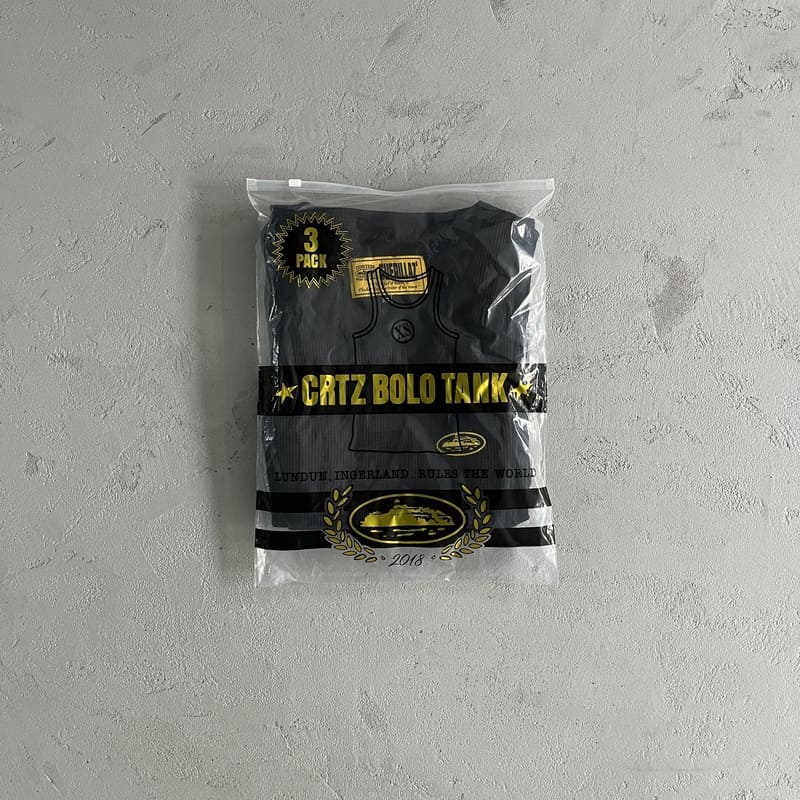 3
PACK
XS
CRTZ BOLO TANK
LUNDUN, INGERLAND RULES THE WORLD
2018